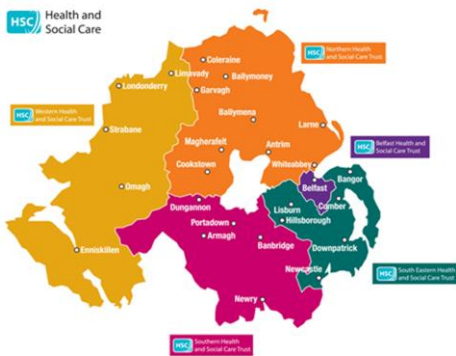 HSC
Health and
Social Care
HSC
Northern Health
and Social Care Trust
Coleraine
Limavady
Londonderry
Ballymoney
Garvagh
HSC
Western Health
and Social Care Trust
Ballymena
Larne
Strabane
Magherafelt
Antrim
HSC
Belfast Health and
Social Care Trust
Cookstown
Whiteabbey
Bangor
Omagh
Belfast
Dungannon
Lisburn
Comber
Portadown
Hillsborough
Armagh
Banbridge
Downpatrick
Enniskillen
Newcastle
HSC
South Eastern Health
and Social Care Trust
Newry
HSC
Southern Health
and Social Care Trust